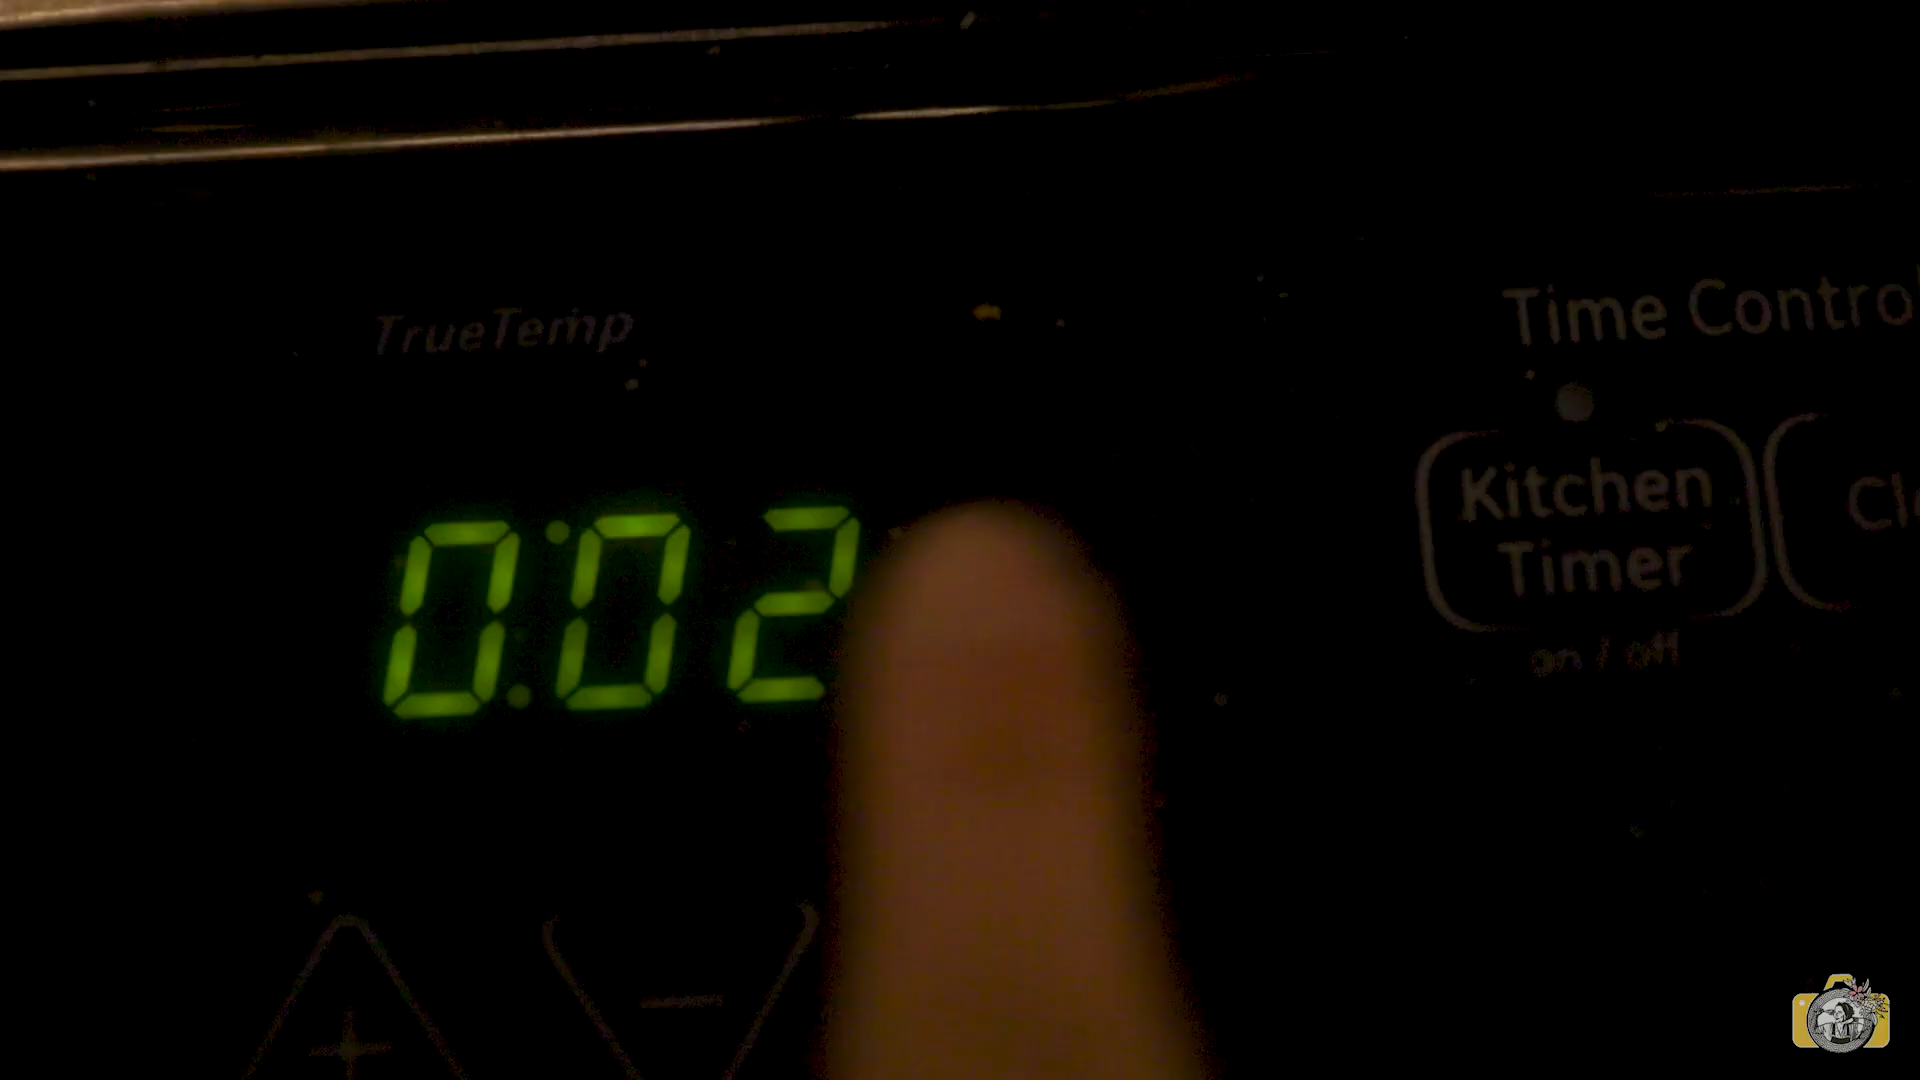 TrueTemp
Time Contro
0:02
Kitchen
Timer
on / off